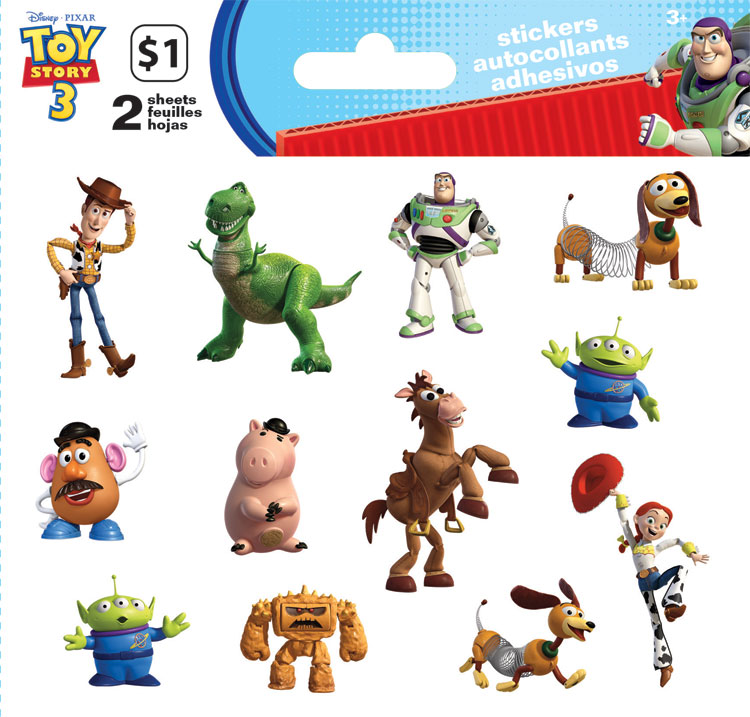 Disney · PIXAR
TOY
STORY
3
$1
2 sheets
feuilles
hojas
stickers
autocollants
adhesivos
3+